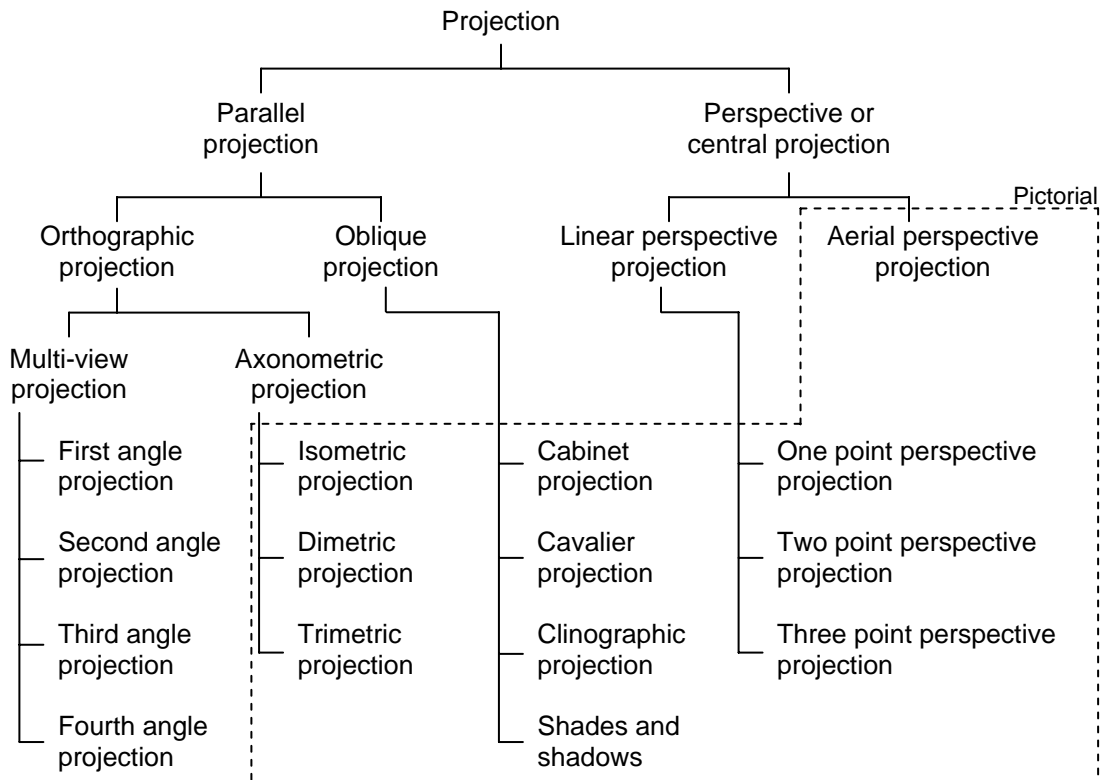 Projection
Parallel
projection
Perspective or
central projection
Pictorial
Orthographic
projection
Oblique
projection
Linear perspective
projection
Aerial perspective
projection
Multi-view
projection
Axonometric
projection
First angle
projection
Isometric
projection
Cabinet
projection
One point perspective
projection
Second angle
projection
Dimetric
projection
Cavalier
projection
Two point perspective
projection
Third angle
projection
Trimetric
projection
Clinographic
projection
Three point perspective
projection
Fourth angle
projection
Shades and
shadows